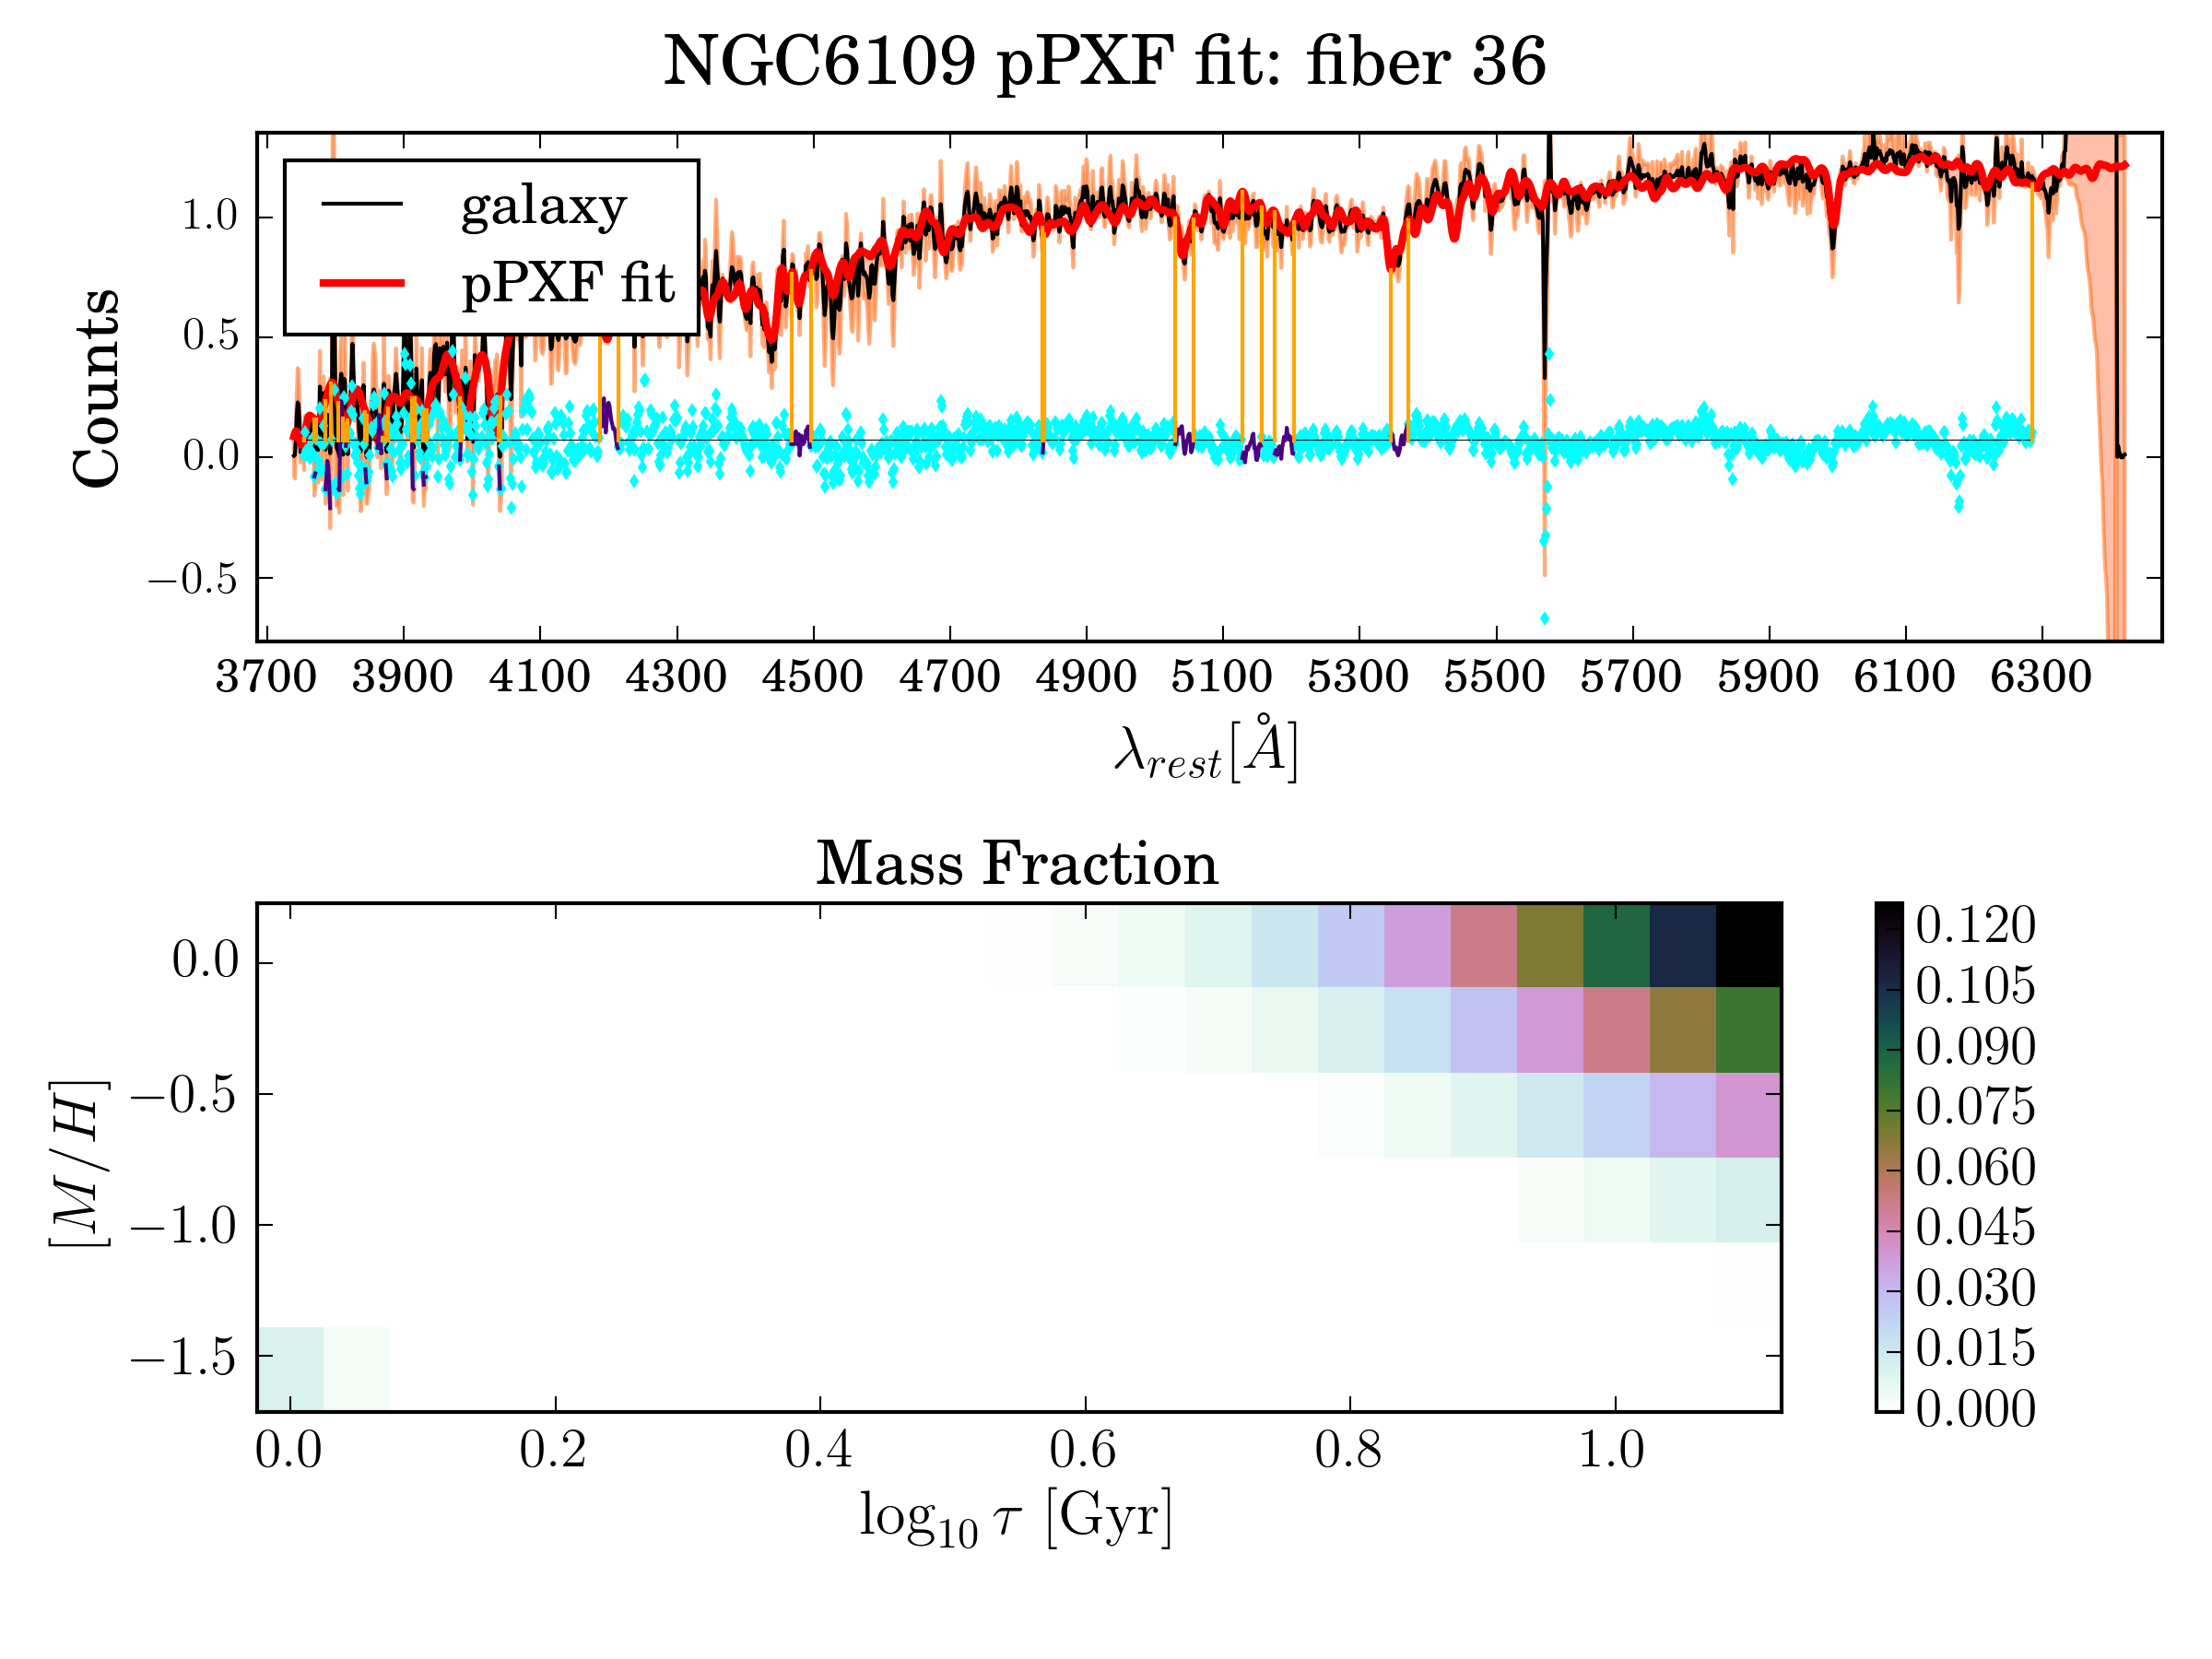 NGC6109 pPXF fit: fiber 36
galaxy
pPXF fit
Counts
1.0
0.5
0.0
−0.5
3700 3900 4100 4300 4500 4700 4900 5100 5300 5500 5700 5900 6100 6300
λrest[Å]
Mass Fraction
[M/H]
0.0
−0.5
−1.0
−1.5
0.0 0.2 0.4 0.6 0.8 1.0
log10 τ [Gyr]
0.120
0.105
0.090
0.075
0.060
0.045
0.030
0.015
0.000